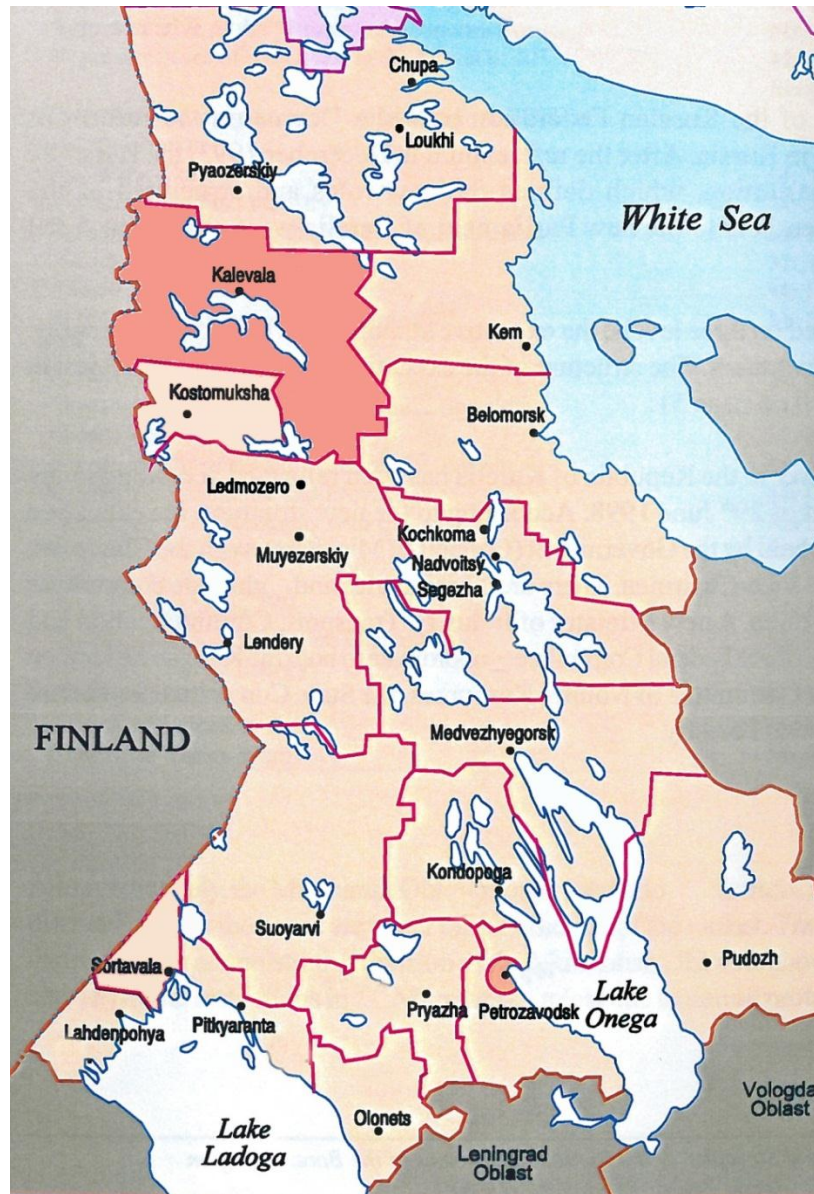 Chupa
Loukhi
Pyaozerskiy
White Sea
Kalevala
Kem
Kostomuksha
Belomorsk
Ledmozero
Kochkoma
Muyezerskiy
Nadvoitsy
Segezha
Lendery
FINLAND
Medvezhyegorsk
Kondopoga
Suoyarvi
Sortavala
Pudozh
Lake
Onega
Pryazha
Petrozavodsk
Lahdenpohya
Pitkyaranta
Vologda
Oblast
Olonets
Lake
Ladoga
Leningrad
Oblast